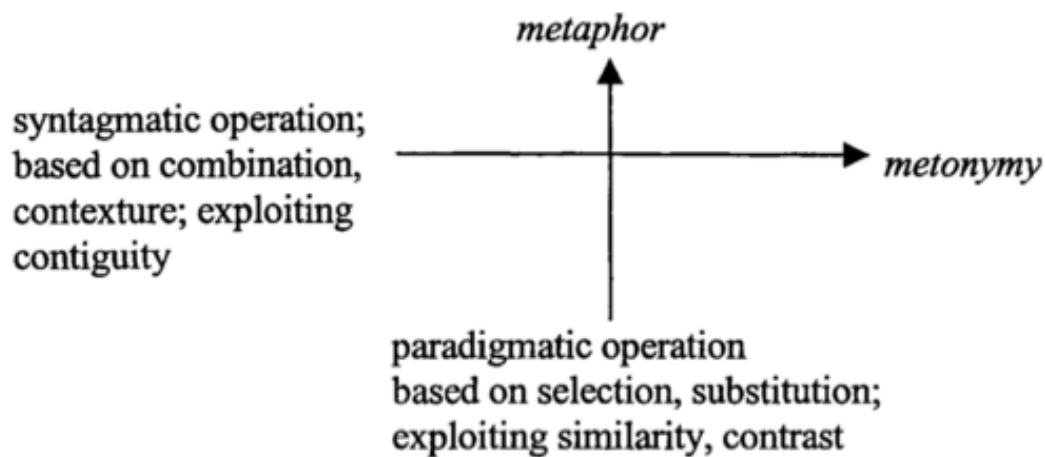 metaphor
syntagmatic operation;
based on combination,
contexture; exploiting
contiguity
metonymy
paradigmatic operation
based on selection, substitution;
exploiting similarity, contrast